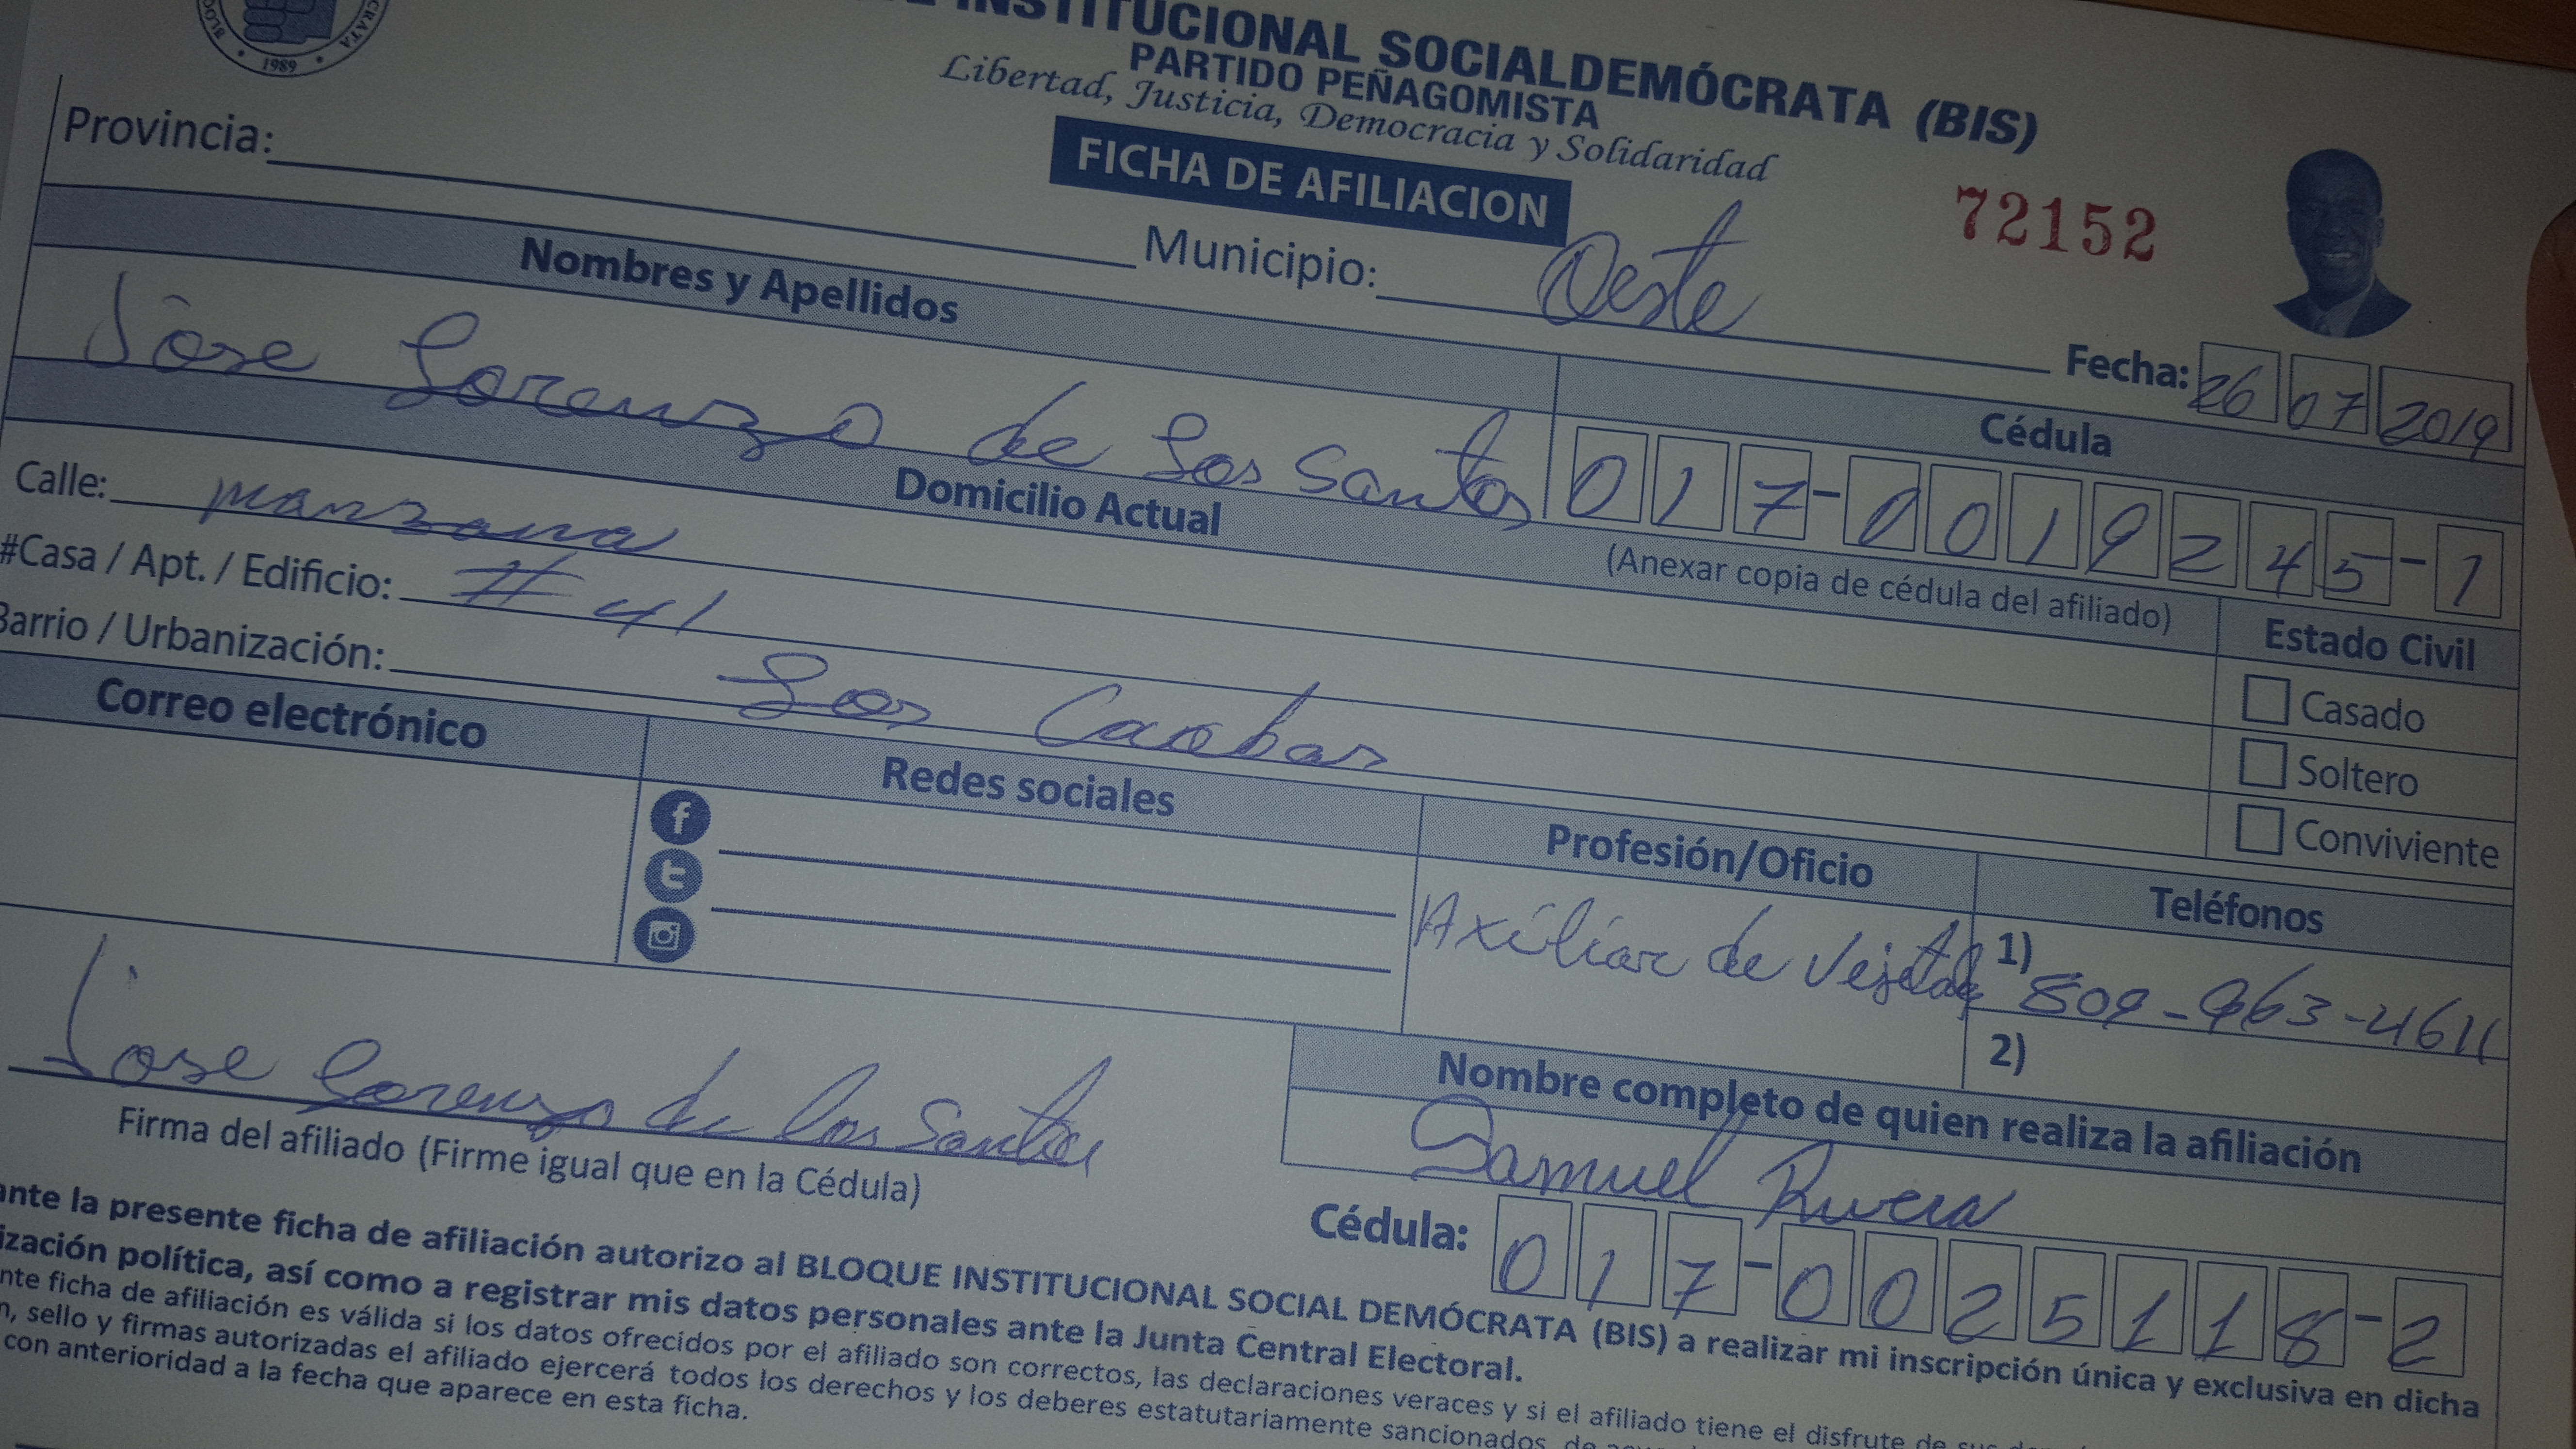 INSTITUCIONAL SOCIALDEMÓCRATA (BIS)
PARTIDO PEÑAGOMISTA
Libertad, Justicia, Democracia y Solidaridad
1989
FICHA DE AFILIACION
72152
Provincia:
Municipio: Oeste
Fecha: 26 07 2019
Nombres y Apellidos
Cédula
Jose Lorenzo de Los Santos
017-0019245-1
(Anexar copia de cédula del afiliado)
Domicilio Actual
Estado Civil
Calle: manzana
Casado
#Casa / Apt. / Edificio: # 41
Soltero
Barrio / Urbanización: Los Caobas
Conviviente
Correo electrónico
Redes sociales
Profesión/Oficio
Teléfonos
Axiliar de
1) 809-963-4611
2)
Jose Lorenzo de los Santos
Firma del afiliado (Firme igual que en la Cédula)
Nombre completo de quien realiza la afiliación
Samuel Rivera
Cédula: 017-0025118-2
ante la presente ficha de afiliación autorizo al BLOQUE INSTITUCIONAL SOCIAL DEMÓCRATA (BIS) a realizar mi inscripción única y exclusiva en dicha
ización política, así como a registrar mis datos personales ante la Junta Central Electoral.
nte ficha de afiliación es válida si los datos ofrecidos por el afiliado son correctos, las declaraciones veraces y si el afiliado tiene el disfrute de
n, sello y firmas autorizadas el afiliado ejercerá todos los derechos y los deberes estatutariamente sancionados,
con anterioridad a la fecha que aparece en esta ficha.